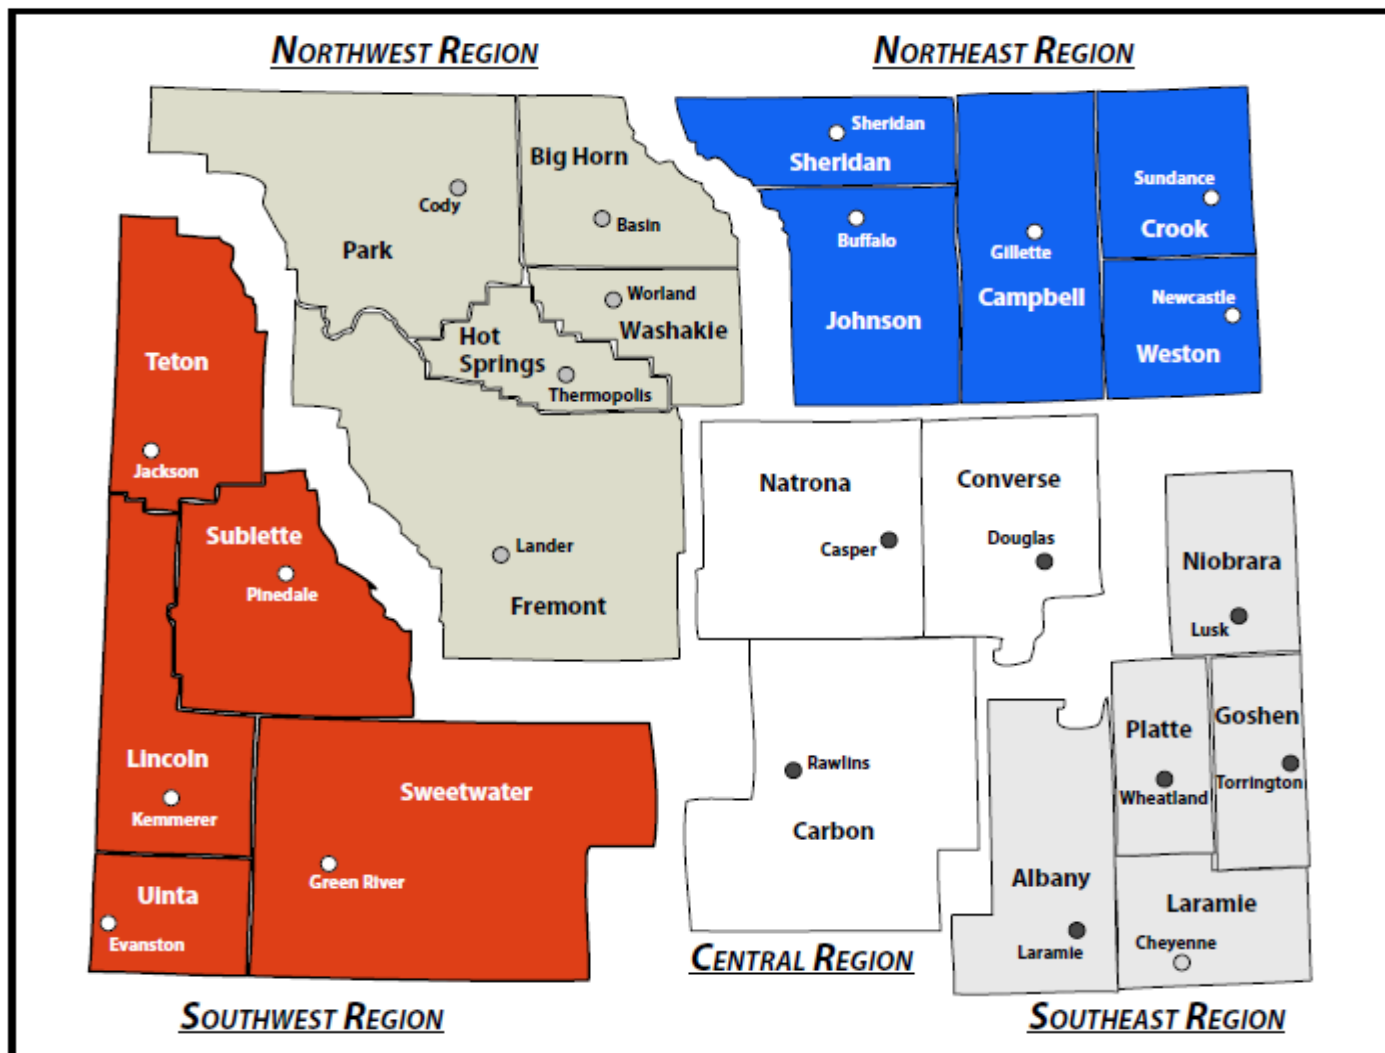 NORTHWEST REGION
NORTHEAST REGION
Sheridan
Sheridan
Big Horn
Cody
Basin
Park
Sundance
Crook
Buffalo
Gillette
Campbell
Johnson
Newcastle
Weston
Worland
Washakie
Hot
Springs
Thermopolis
Teton
Jackson
Sublette
Pinedale
Lander
Fremont
Natrona
Casper
Converse
Douglas
Niobrara
Lusk
Lincoln
Kemmerer
Sweetwater
Green River
Uinta
Evanston
Rawlins
Carbon
Platte
Wheatland
Goshen
Torrington
Albany
Laramie
Laramie
Cheyenne
CENTRAL REGION
SOUTHWEST REGION
SOUTHEAST REGION